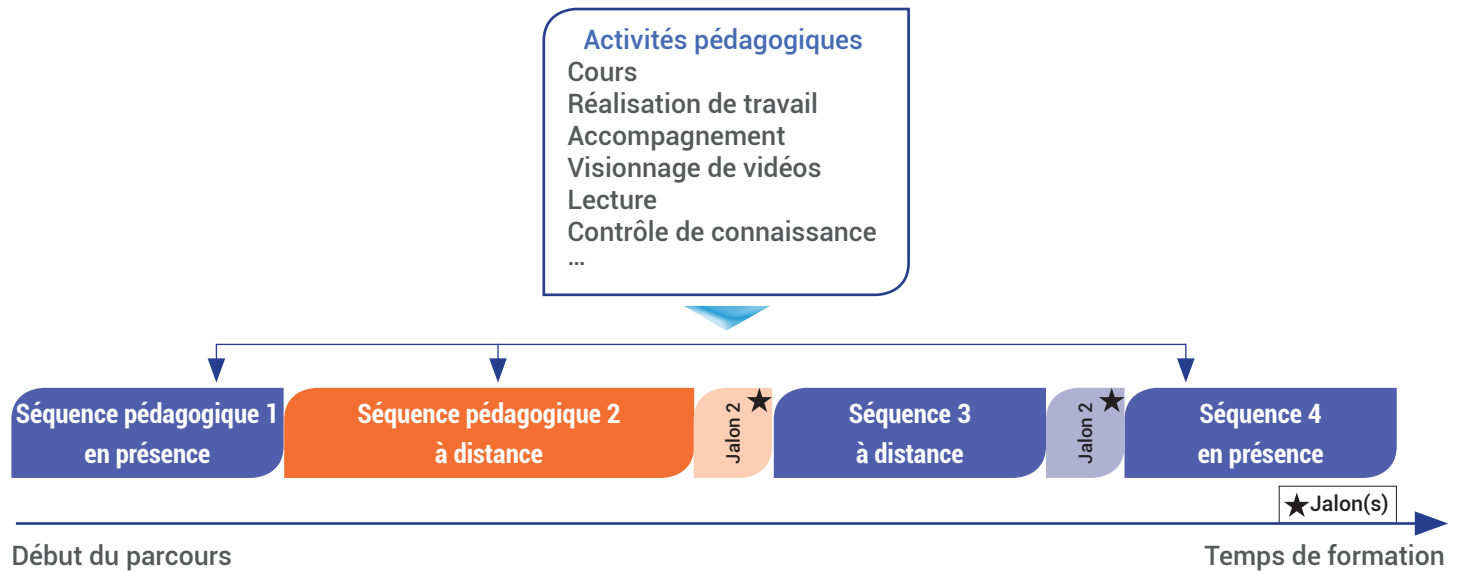 Activités pédagogiques
Cours
Réalisation de travail
Accompagnement
Visionnage de vidéos
Lecture
Contrôle de connaissance
...
Séquence pédagogique 1
en présence
Séquence pédagogique 2
à distance
Jalon 2
Séquence 3
à distance
Jalon 2
Séquence 4
en présence
★Jalon(s)
Début du parcours
Temps de formation